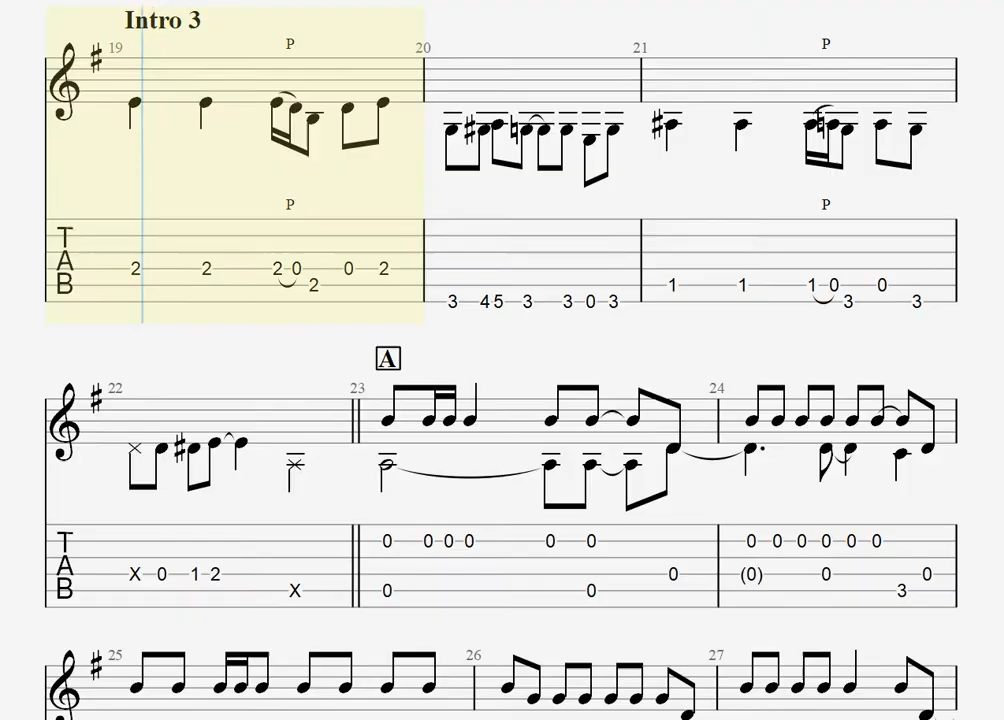 Intro 3
19 P 20 21 P
P P
T
A 2 2 2 0 0 2
B 2 1 1 1 0 0
3 4 5 3 3 0 3 3 3
A
22 23 24
T 0 0 0 0 0 0 0 0 0 0 0 0
A X 0 1 2 0 (0) 0 0
B X 0 0 3
25 26 27